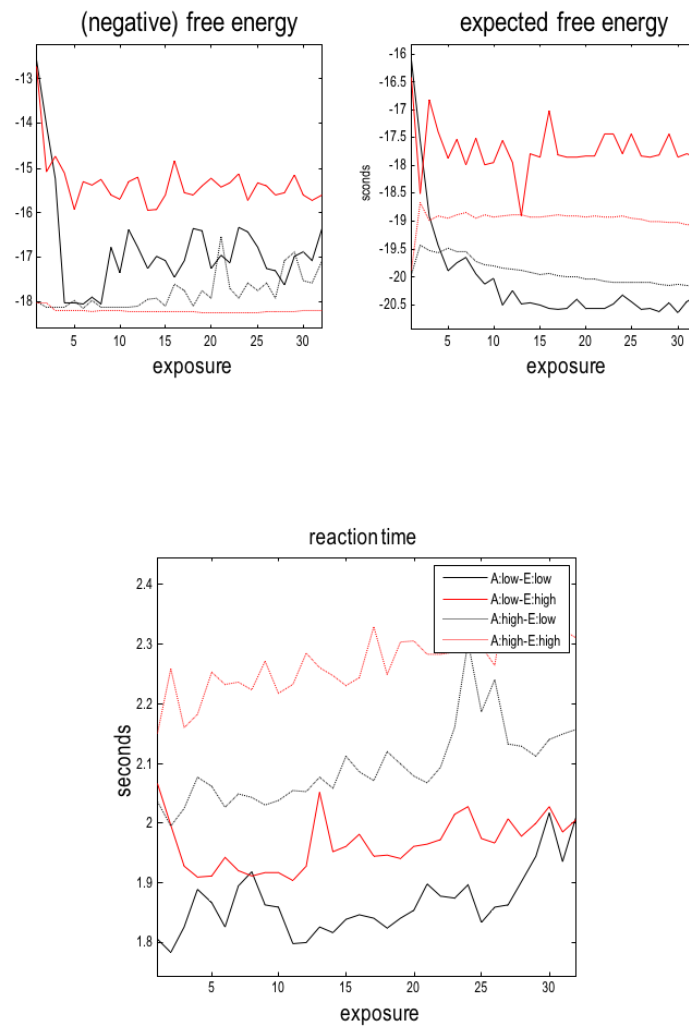 (negative) free energy
-13
-14
-15
-16
-17
-18
5 10 15 20 25 30
exposure
expected free energy
sconds
-16
-16.5
-17
-17.5
-18
-18.5
-19
-19.5
-20
-20.5
5 10 15 20 25 30
exposure
reaction time
seconds
2.4
2.3
2.2
2.1
2
1.9
1.8
A:low-E:low
A:low-E:high
A:high-E:low
A:high-E:high
5 10 15 20 25 30
exposure